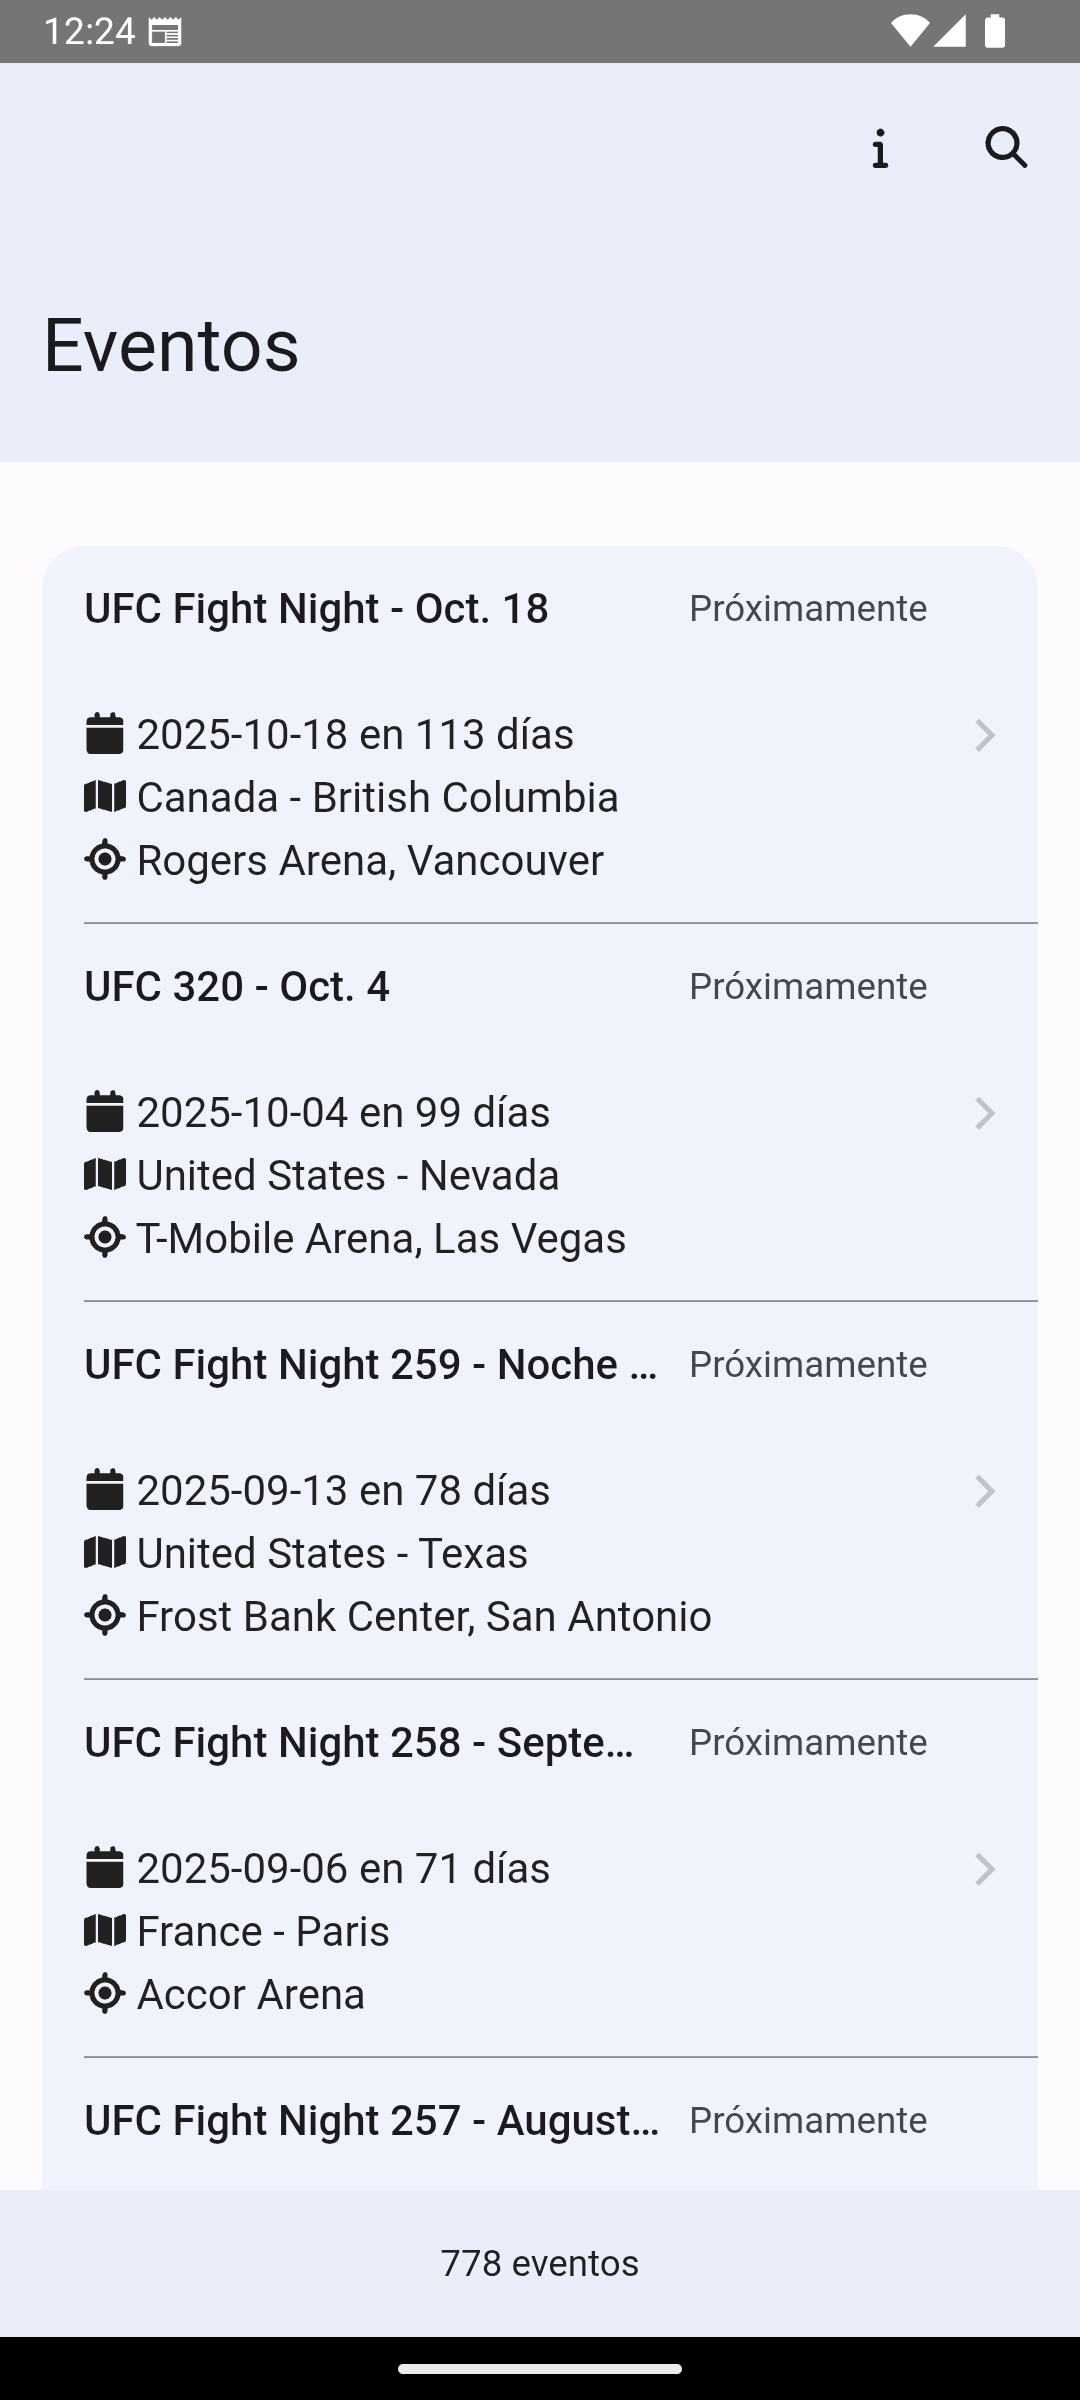 12:24
Eventos
UFC Fight Night - Oct. 18 Próximamente
2025-10-18 en 113 días
Canada - British Columbia
Rogers Arena, Vancouver
UFC 320 - Oct. 4 Próximamente
2025-10-04 en 99 días
United States - Nevada
T-Mobile Arena, Las Vegas
UFC Fight Night 259 - Noche ... Próximamente
2025-09-13 en 78 días
United States - Texas
Frost Bank Center, San Antonio
UFC Fight Night 258 - Septe... Próximamente
2025-09-06 en 71 días
France - Paris
Accor Arena
UFC Fight Night 257 - August... Próximamente
778 eventos